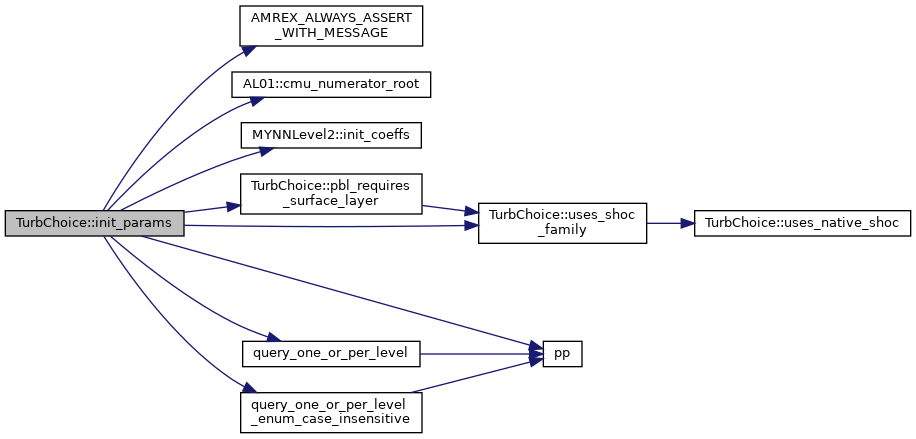 AMREX_ALWAYS_ASSERT
_WITH_MESSAGE
AL01::cmu_numerator_root
MYNNLevel2::init_coeffs
TurbChoice::pbl_requires
_surface_layer
TurbChoice::uses_shoc
_family
TurbChoice::uses_native_shoc
TurbChoice::init_params
query_one_or_per_level
pp
query_one_or_per_level
_enum_case_insensitive